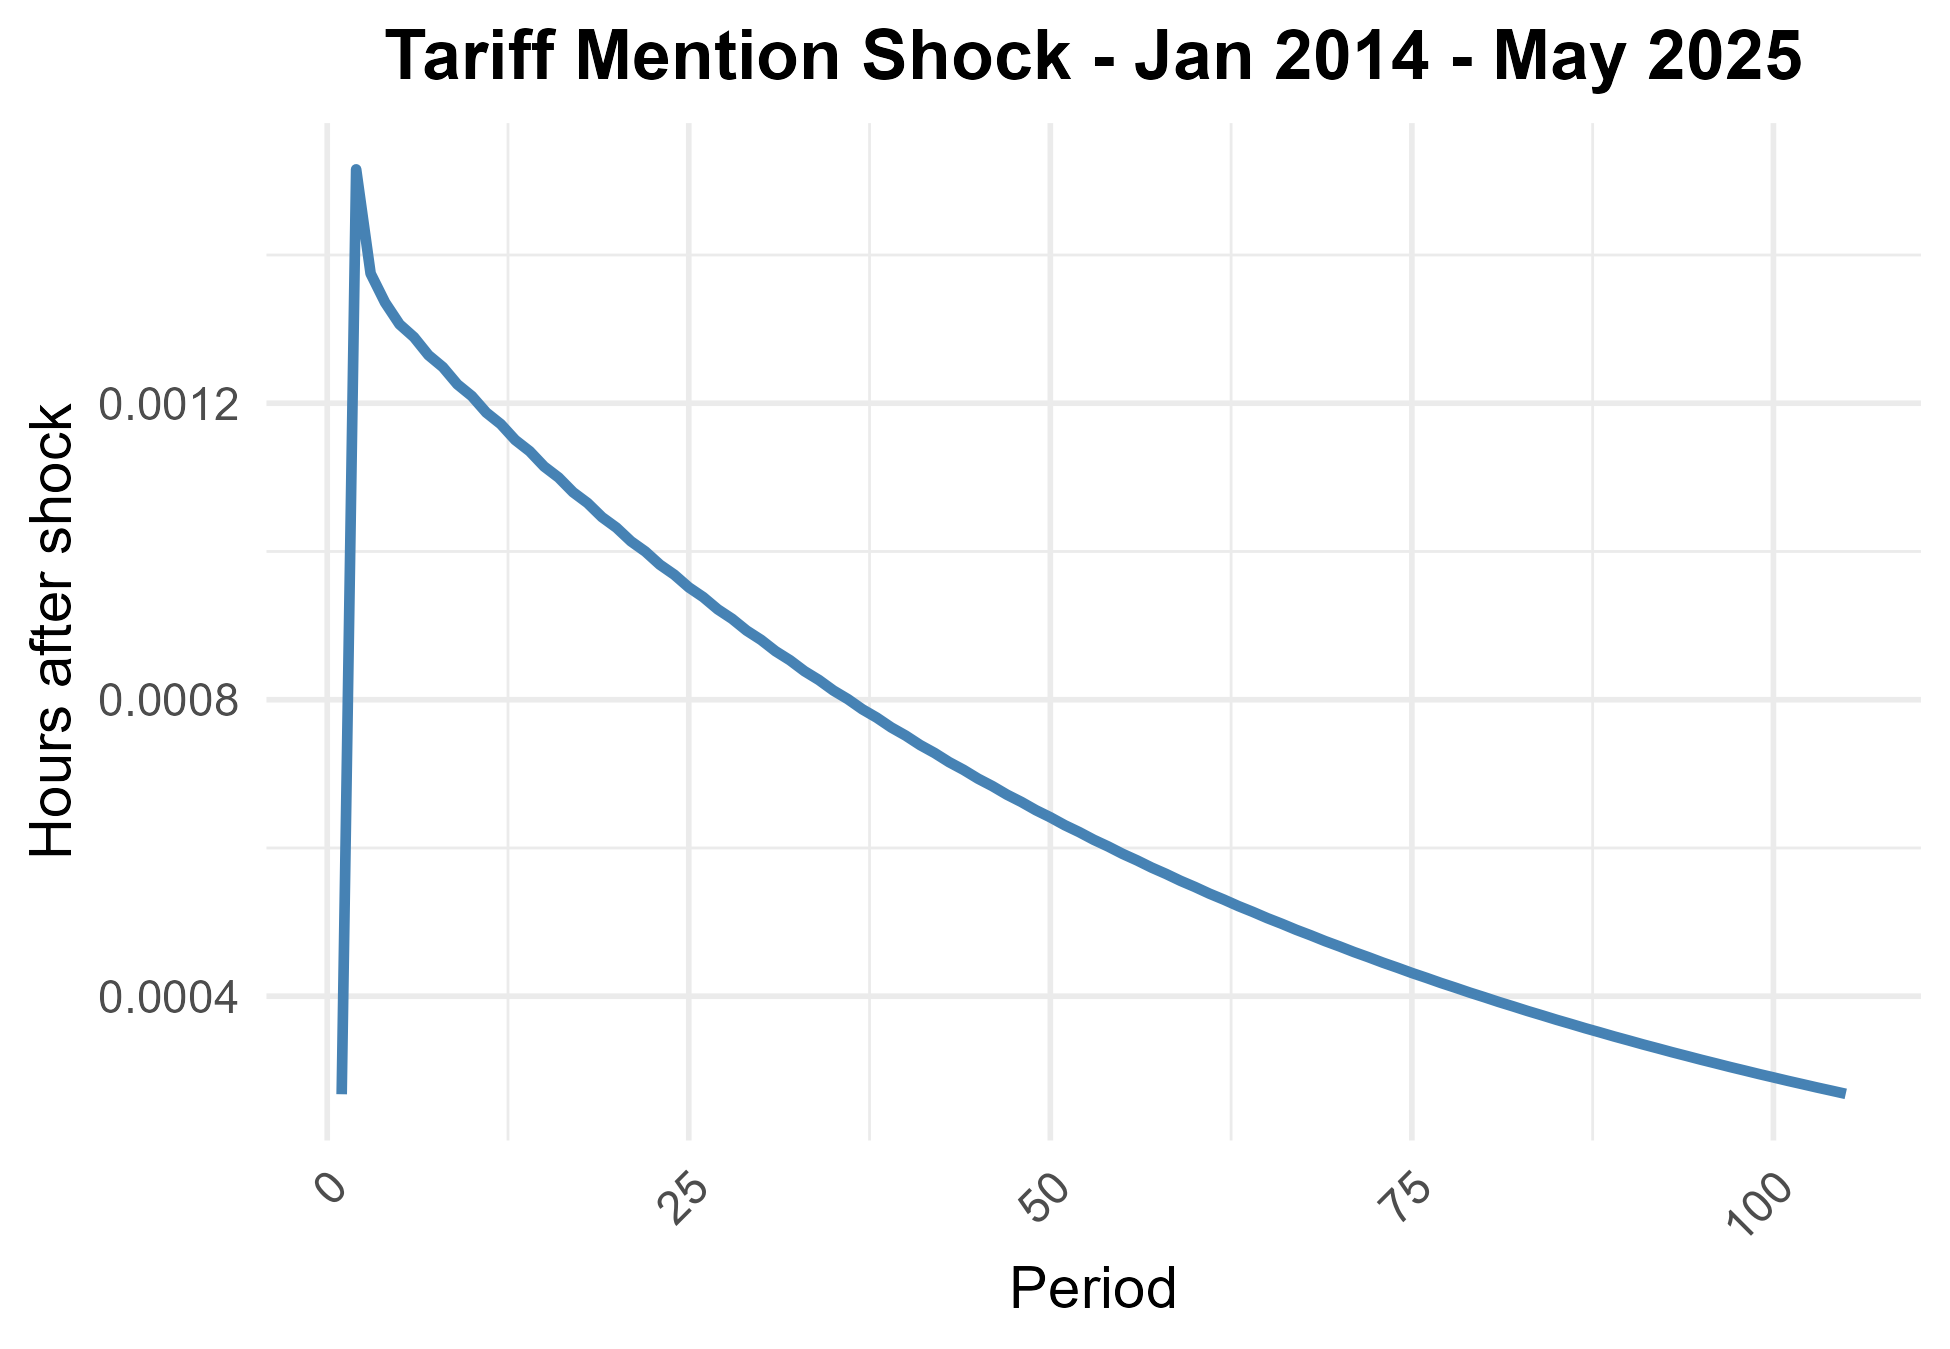 Tariff Mention Shock - Jan 2014 - May 2025
Hours after shock
0.0012
0.0008
0.0004
0
25
50
75
100
Period